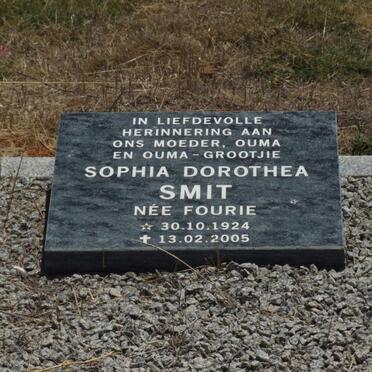 IN LIEFDEVOLLE
HERINNERING AAN
ONS MOEDER, OUMA
EN OUMA-GROOTJIE
SOPHIA DOROTHEA
SMIT
NÉE FOURIE
☆ 30.10.1924
✝ 13.02.2005